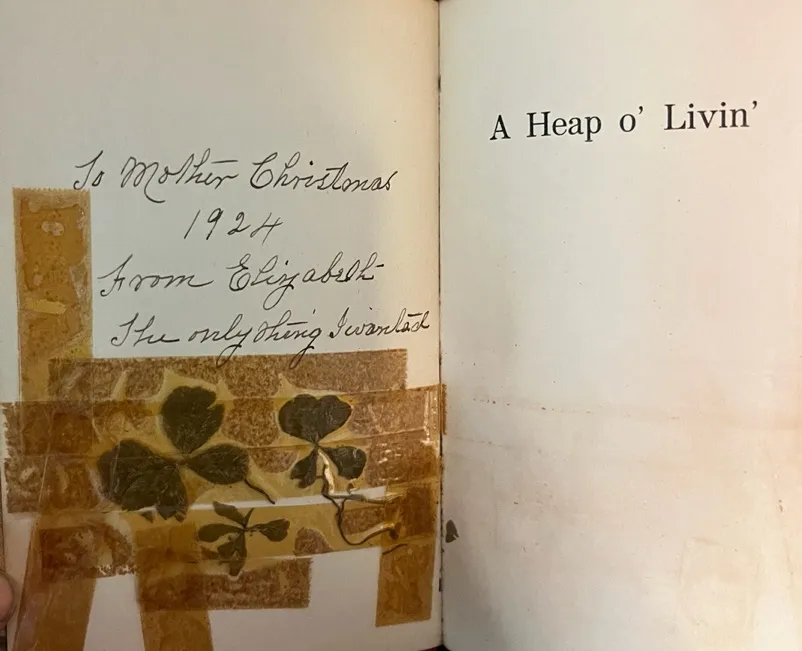 To Mother Christmas
1924
From Elizabeth
The only thing I wanted
A Heap o' Livin'